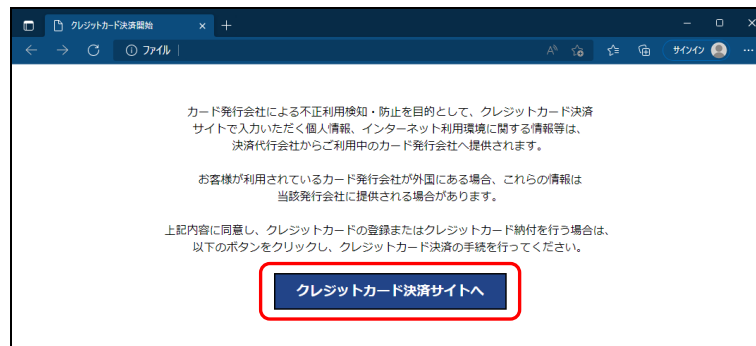 クレジットカード決済開始
ファイル
サインイン
カード発行会社による不正利用検知・防止を目的として、クレジットカード決済
サイトで入力いただく個人情報、インターネット利用環境に関する情報等は、
決済代行会社からご利用中のカード発行会社へ提供されます。
お客様が利用されているカード発行会社が外国にある場合、これらの情報は
当該発行会社に提供される場合があります。
上記内容に同意し、クレジットカードの登録またはクレジットカード納付を行う場合は、
以下のボタンをクリックし、クレジットカード決済の手続を行ってください。
クレジットカード決済サイトへ